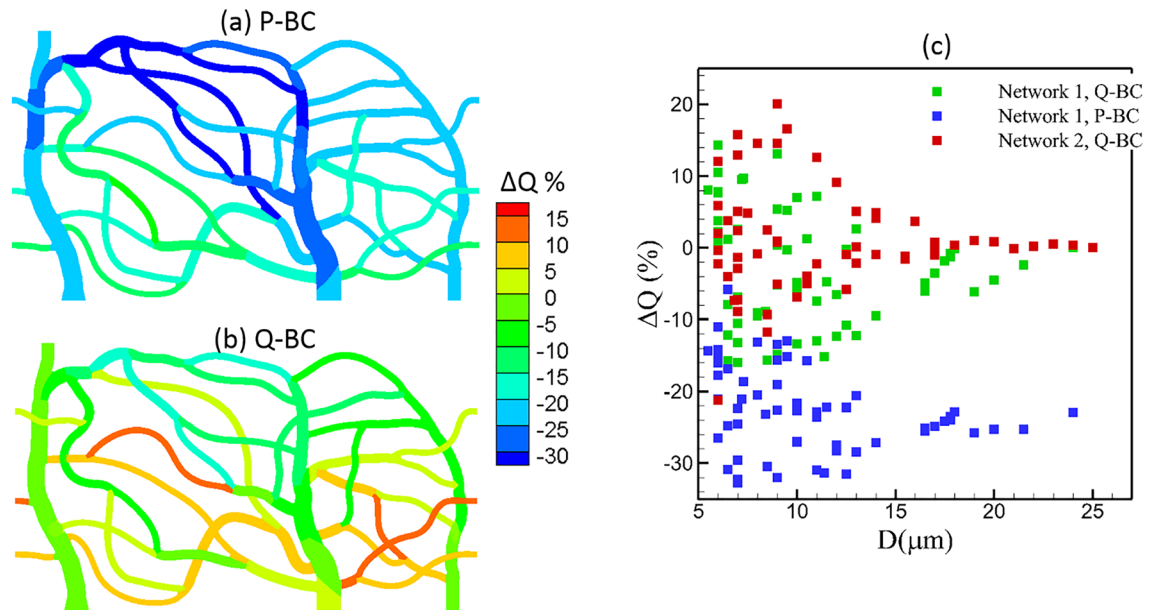 (a) P-BC
(b) Q-BC
ΔQ %
15
10
5
0
-5
-10
-15
-20
-25
-30
(c)
Network 1, Q-BC
Network 1, P-BC
Network 2, Q-BC
ΔQ (%)
20
10
0
-10
-20
-30
5
10
15
20
25
D(μm)